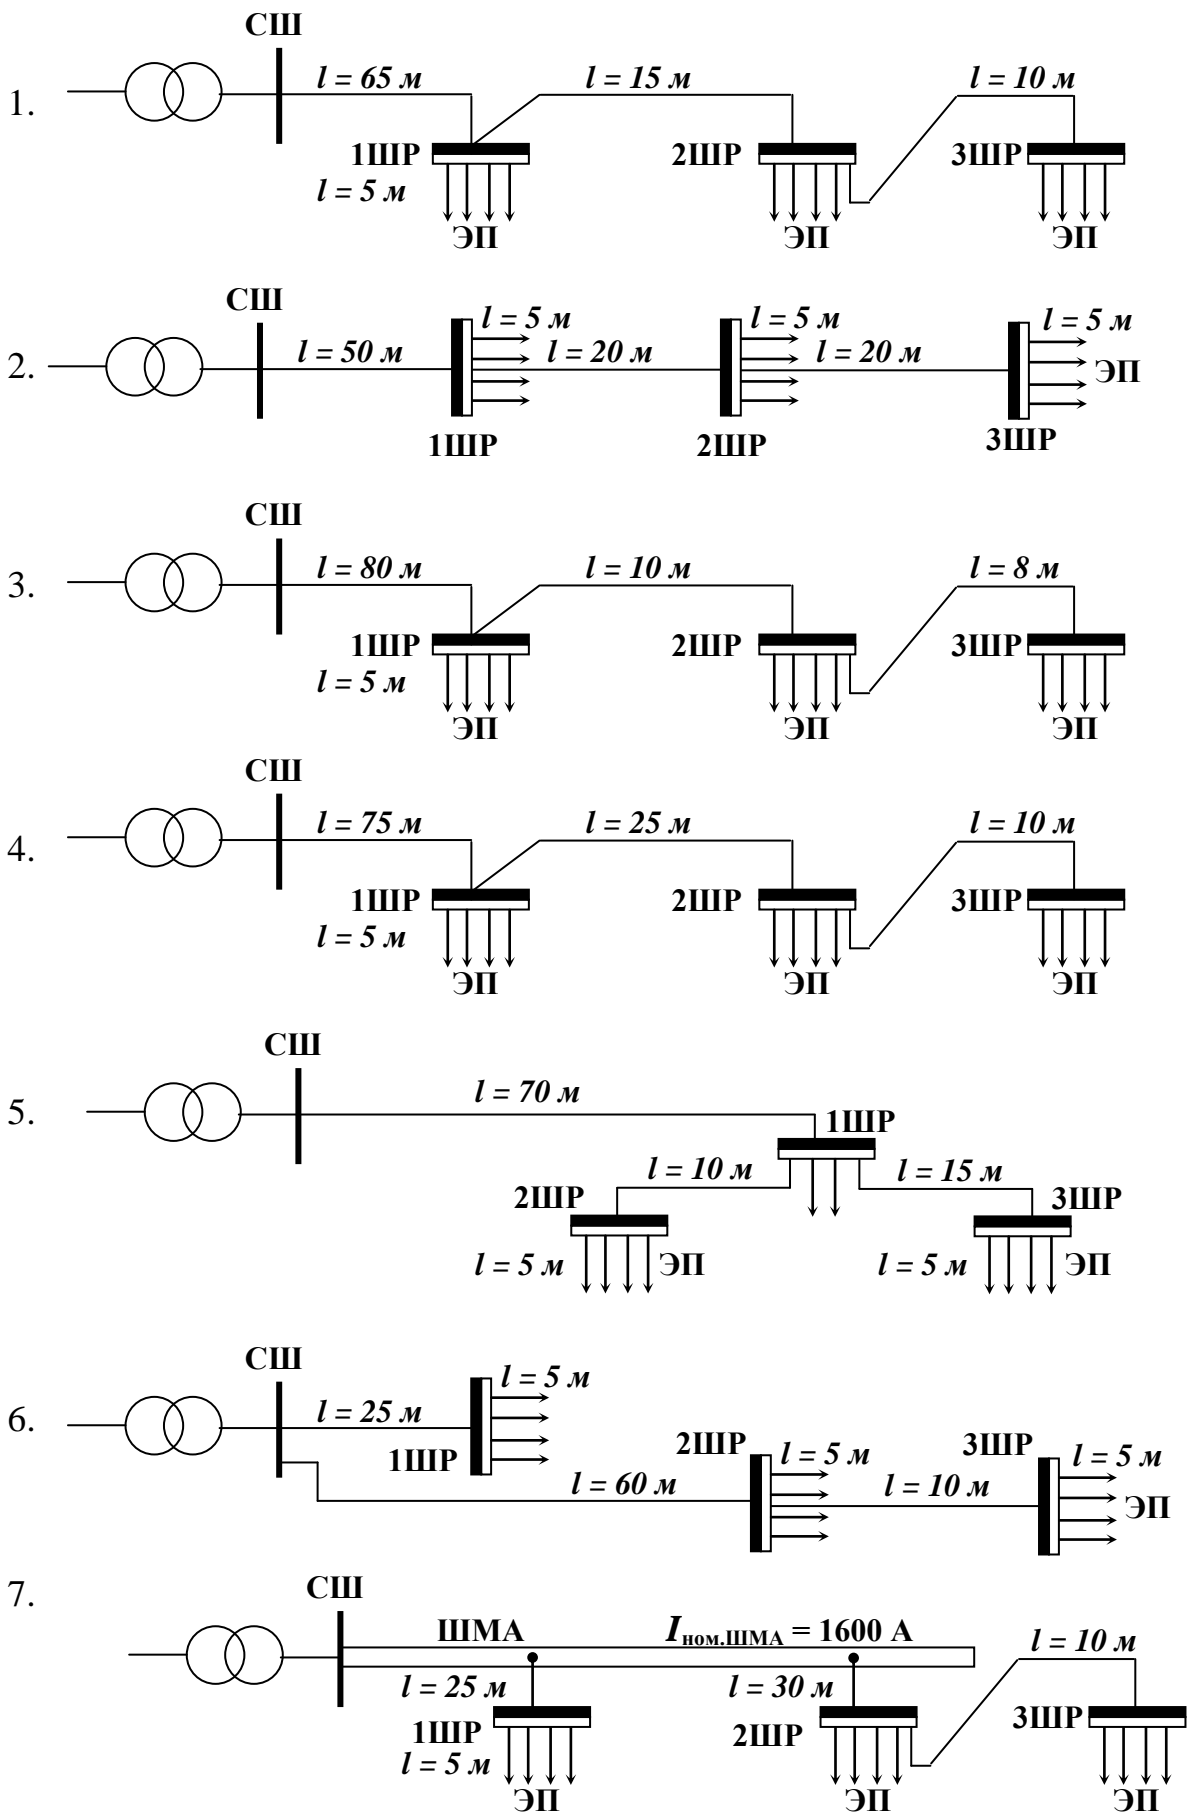 1.
СШ
l = 65 м l = 15 м l = 10 м
1ШР 2ШР 3ШР
l = 5 м
ЭП ЭП ЭП
2.
СШ
l = 5 м l = 5 м l = 5 м
l = 50 м l = 20 м l = 20 м ЭП
1ШР 2ШР 3ШР
3.
СШ
l = 80 м l = 10 м l = 8 м
1ШР 2ШР 3ШР
l = 5 м
ЭП ЭП ЭП
4.
СШ
l = 75 м l = 25 м l = 10 м
1ШР 2ШР 3ШР
l = 5 м
ЭП ЭП ЭП
5.
СШ
l = 70 м
1ШР
l = 10 м l = 15 м
2ШР 3ШР
l = 5 м ЭП l = 5 м ЭП
6.
СШ
l = 5 м
l = 25 м
1ШР 2ШР 3ШР
l = 5 м l = 5 м
l = 60 м l = 10 м ЭП
7.
СШ
ШМА Iном.ШМА = 1600 А l = 10 м
l = 25 м l = 30 м
1ШР 2ШР 3ШР
l = 5 м
ЭП ЭП ЭП